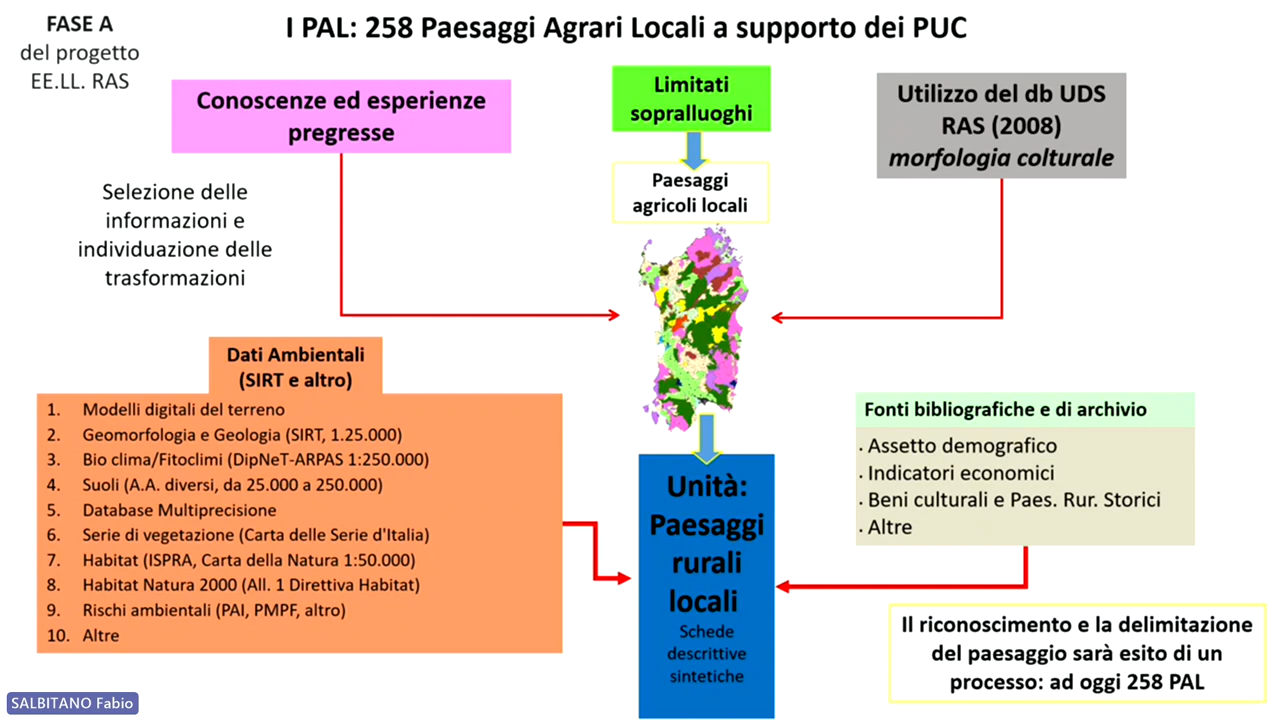 FASE A
del progetto
EE.LL. RAS
I PAL: 258 Paesaggi Agrari Locali a supporto dei PUC
Conoscenze ed esperienze
pregresse
Limitati
sopralluoghi
Utilizzo del db UDS
RAS (2008)
morfologia colturale
Paesaggi
agricoli locali
Selezione delle
informazioni e
individuazione delle
trasformazioni
Dati Ambientali
(SIRT e altro)
1. Modelli digitali del terreno
2. Geomorfologia e Geologia (SIRT, 1.25.000)
3. Bio clima/Fitoclimi (DipNeT-ARPAS 1:250.000)
4. Suoli (A.A. diversi, da 25.000 a 250.000)
5. Database Multiprecisione
6. Serie di vegetazione (Carta delle Serie d'Italia)
7. Habitat (ISPRA, Carta della Natura 1:50.000)
8. Habitat Natura 2000 (All. 1 Direttiva Habitat)
9. Rischi ambientali (PAI, PMPF, altro)
10. Altre
Unità:
Paesaggi
rurali
locali
Schede
descrittive
sintetiche
Fonti bibliografiche e di archivio
· Assetto demografico
· Indicatori economici
· Beni culturali e Paes. Rur. Storici
· Altre
Il riconoscimento e la delimitazione
del paesaggio sarà esito di un
processo: ad oggi 258 PAL
SALBITANO Fabio